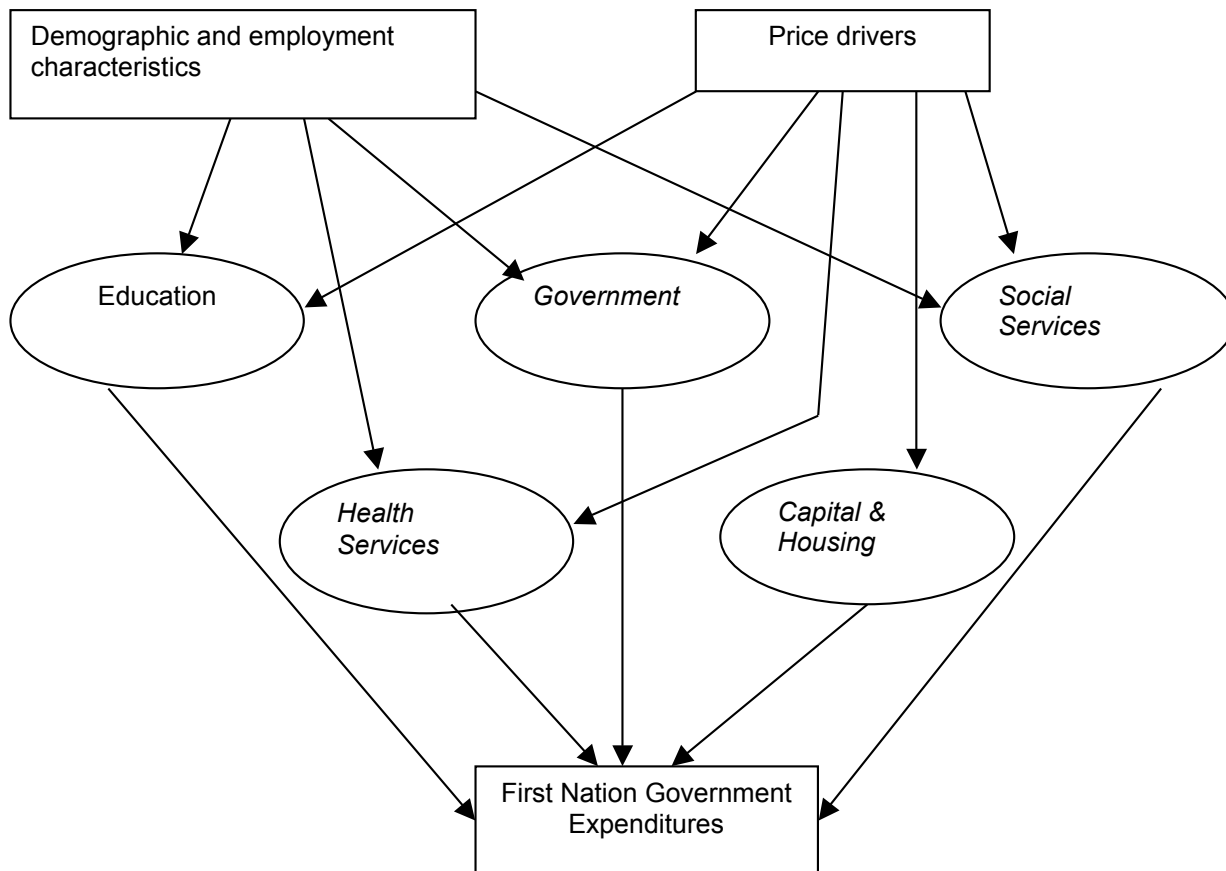 Demographic and employment
characteristics
Price drivers
Education
Government
Social
Services
Health
Services
Capital &
Housing
First Nation Government
Expenditures